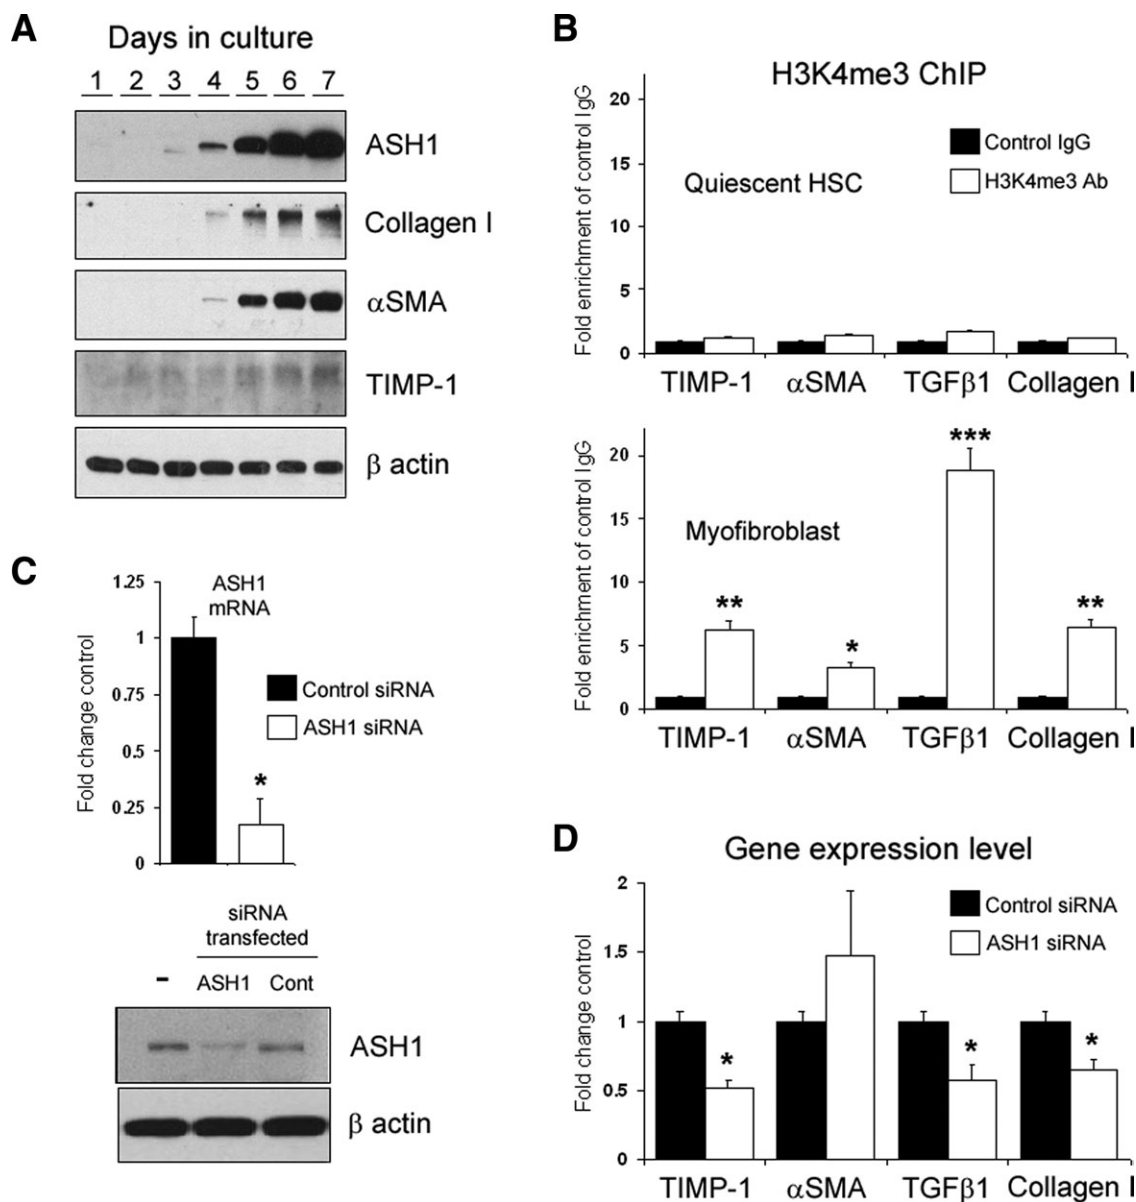 A
Days in culture
1 2 3 4 5 6 7
ASH1
Collagen I
αSMA
TIMP-1
β actin
B
H3K4me3 ChIP
Fold enrichment of control IgG
20
15
10
5
0
Quiescent HSC
Control IgG
H3K4me3 Ab
TIMP-1 αSMA TGFβ1 Collagen I
Fold enrichment of control IgG
20
15
10
5
0
Myofibroblast
** * *** **
TIMP-1 αSMA TGFβ1 Collagen I
C
ASH1
mRNA
Fold change control
1.25
1
0.75
0.5
0.25
0
Control siRNA
ASH1 siRNA
*
siRNA
transfected
- ASH1 Cont
ASH1
β actin
D
Gene expression level
Fold change control
2
1.5
1
0.5
0
Control siRNA
ASH1 siRNA
* * *
TIMP-1 αSMA TGFβ1 Collagen I